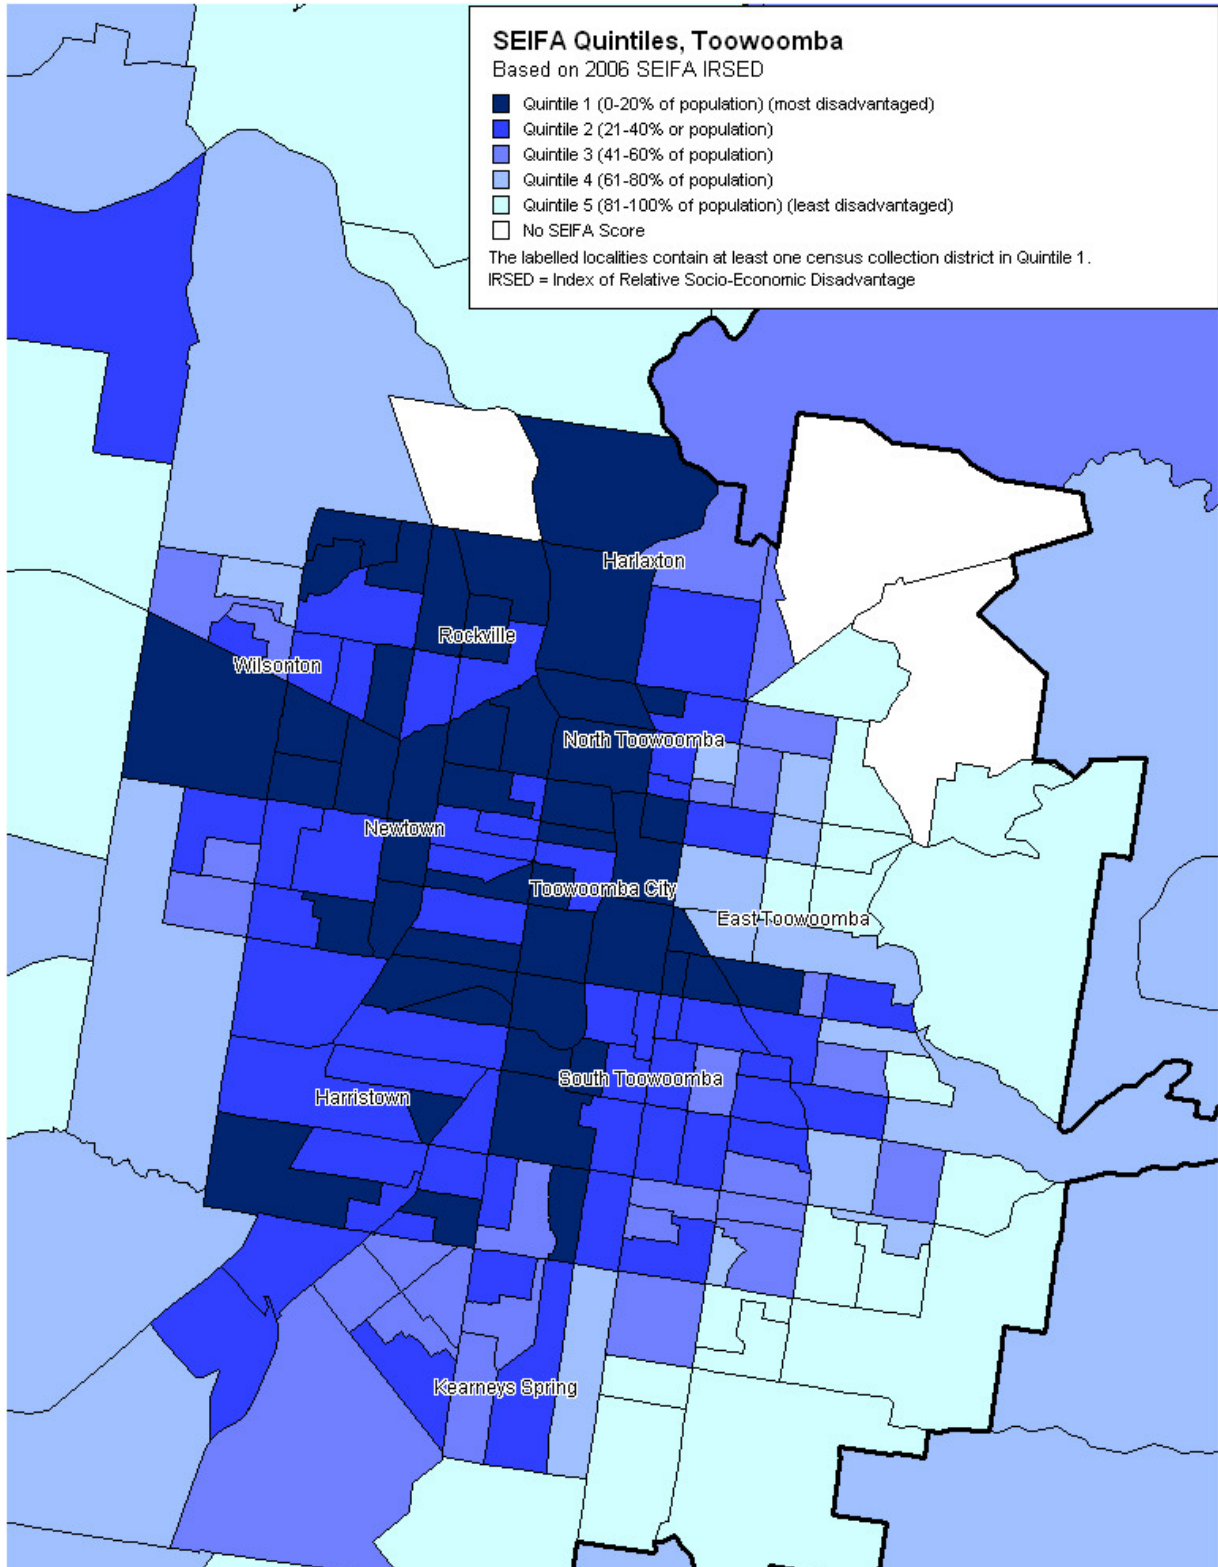 SEIFA Quintiles, Toowoomba
Based on 2006 SEIFA IRSED
Quintile 1 (0-20% of population) (most disadvantaged)
Quintile 2 (21-40% or population)
Quintile 3 (41-60% of population)
Quintile 4 (61-80% of population)
Quintile 5 (81-100% of population) (least disadvantaged)
No SEIFA Score
The labelled localities contain at least one census collection district in Quintile 1.
IRSED = Index of Relative Socio-Economic Disadvantage
Harlaxton
Rockville
Wilsonton
North Toowoomba
Newtown
Toowoomba City
East Toowoomba
South Toowoomba
Harristown
Kearneys Spring